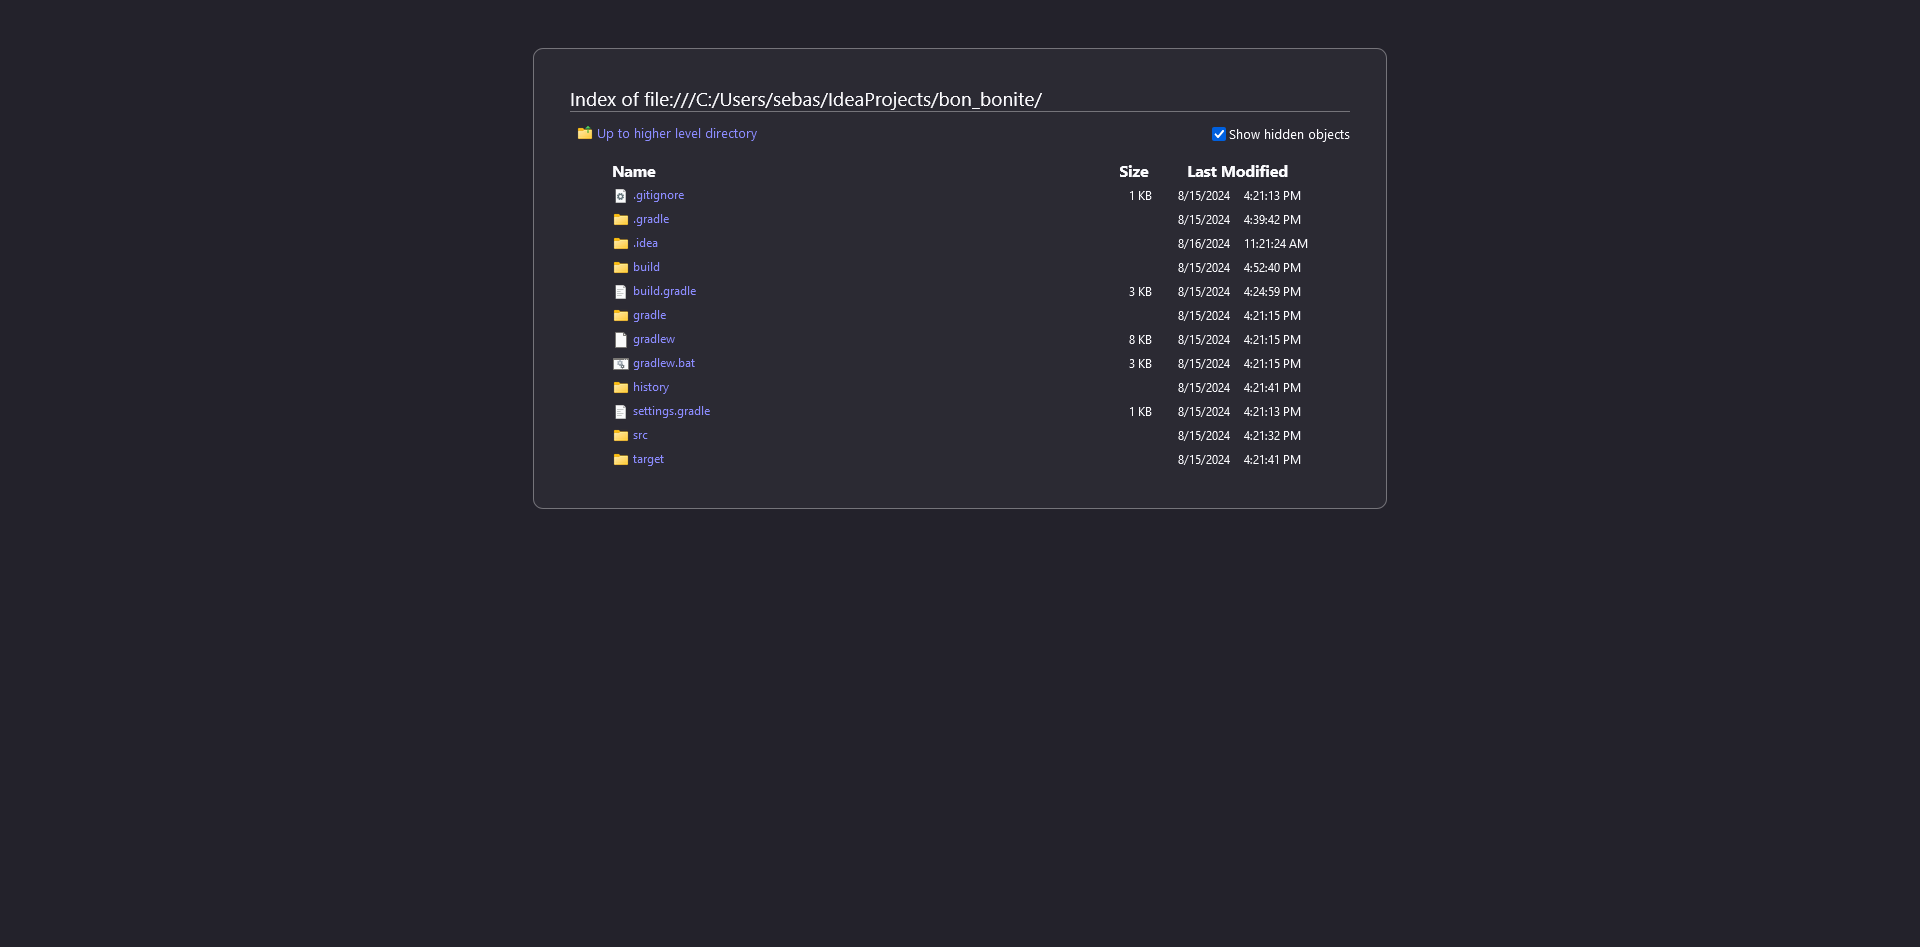 Index of file:///C:/Users/sebas/IdeaProjects/bon_bonite/
Up to higher level directory Show hidden objects
Name Size Last Modified
.gitignore 1 KB 8/15/2024 4:21:13 PM
.gradle 8/15/2024 4:39:42 PM
.idea 8/16/2024 11:21:24 AM
build 8/15/2024 4:52:40 PM
build.gradle 3 KB 8/15/2024 4:24:59 PM
gradle 8/15/2024 4:21:15 PM
gradlew 8 KB 8/15/2024 4:21:15 PM
gradlew.bat 3 KB 8/15/2024 4:21:15 PM
history 8/15/2024 4:21:41 PM
settings.gradle 1 KB 8/15/2024 4:21:13 PM
src 8/15/2024 4:21:32 PM
target 8/15/2024 4:21:41 PM